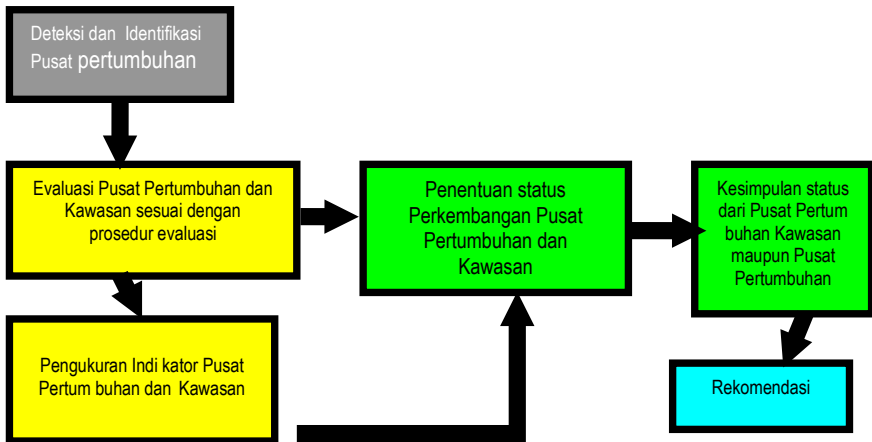 Deteksi dan Identifikasi
Pusat pertumbuhan
Evaluasi Pusat Pertumbuhan dan
Kawasan sesuai dengan
prosedur evaluasi
Penentuan status
Perkembangan Pusat
Pertumbuhan dan
Kawasan
Kesimpulan status
dari Pusat Pertum
buhan Kawasan
maupun Pusat
Pertumbuhan
Pengukuran Indi kator Pusat
Pertum buhan dan Kawasan
Rekomendasi